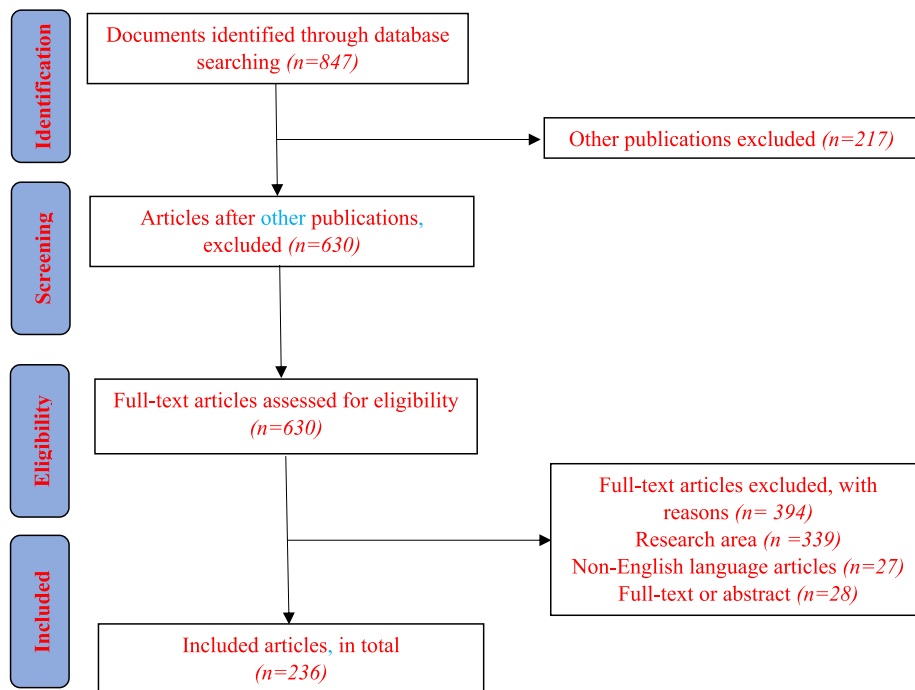 Identification
Documents identified through database
searching (n=847)
Other publications excluded (n=217)
Screening
Articles after other publications,
excluded (n=630)
Eligibility
Full-text articles assessed for eligibility
(n=630)
Full-text articles excluded, with
reasons (n= 394)
Research area (n =339)
Non-English language articles (n=27)
Full-text or abstract (n=28)
Included
Included articles, in total
(n=236)